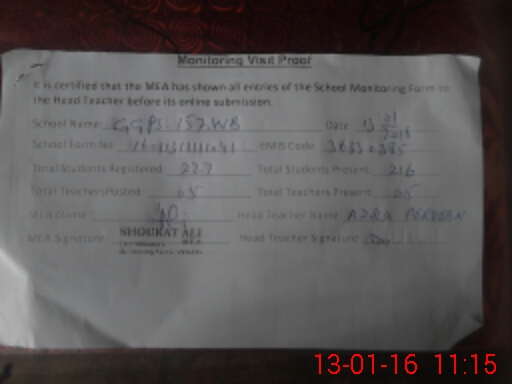 Monitoring Visit Proof
It is certified that the MEA has shown all entries of the School Monitoring Form to
the Head Teacher before its online submission.
School Name: GGPS 157.WB Date 13 01
School Form No EMIS Code: 
Total Students Registered 227 Total Students Present 216
Total Teachers Posted 05 Total Teachers Present 05
MEA Name: Head Teacher Name: AZRA PERVEEN
SHOUKAT ALI
MEA Signature: MEA Head Teacher Signature:
13-01-16 11:15